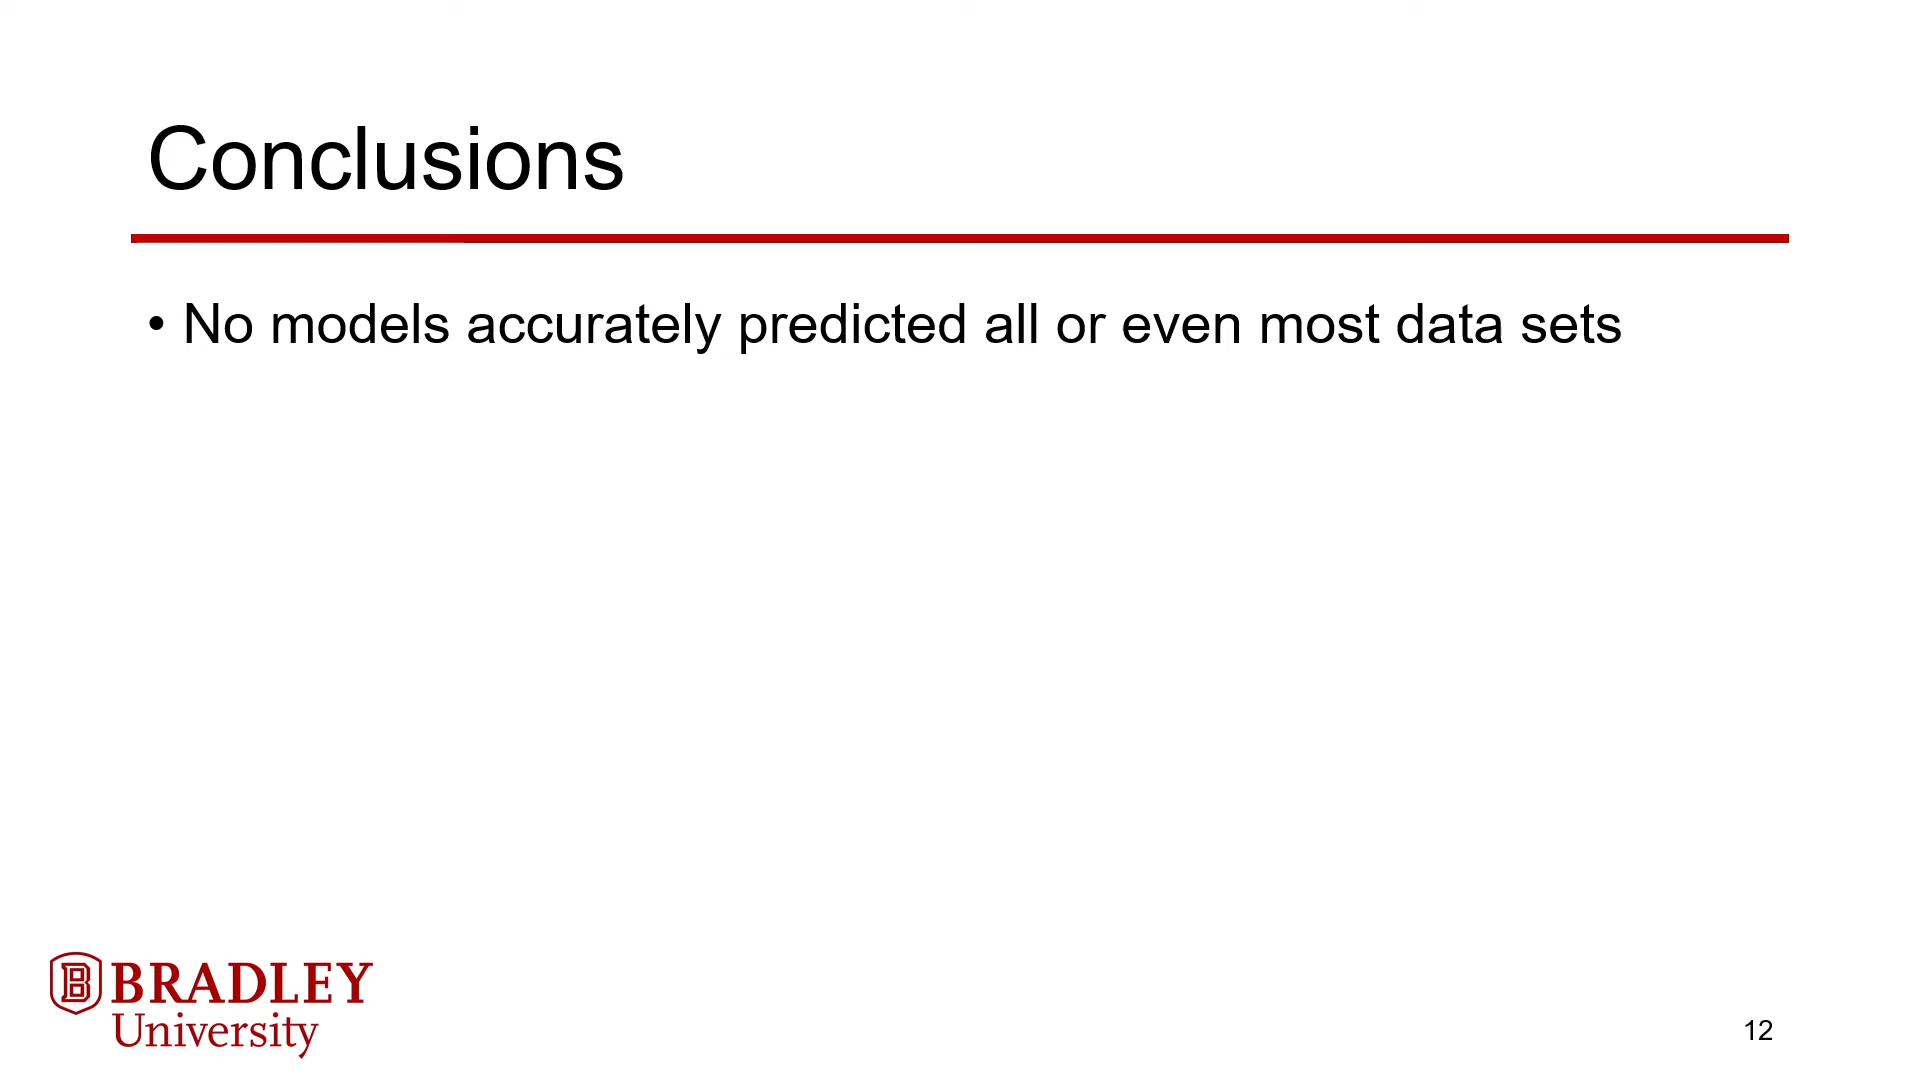 Conclusions
• No models accurately predicted all or even most data sets
B BRADLEY
University
12